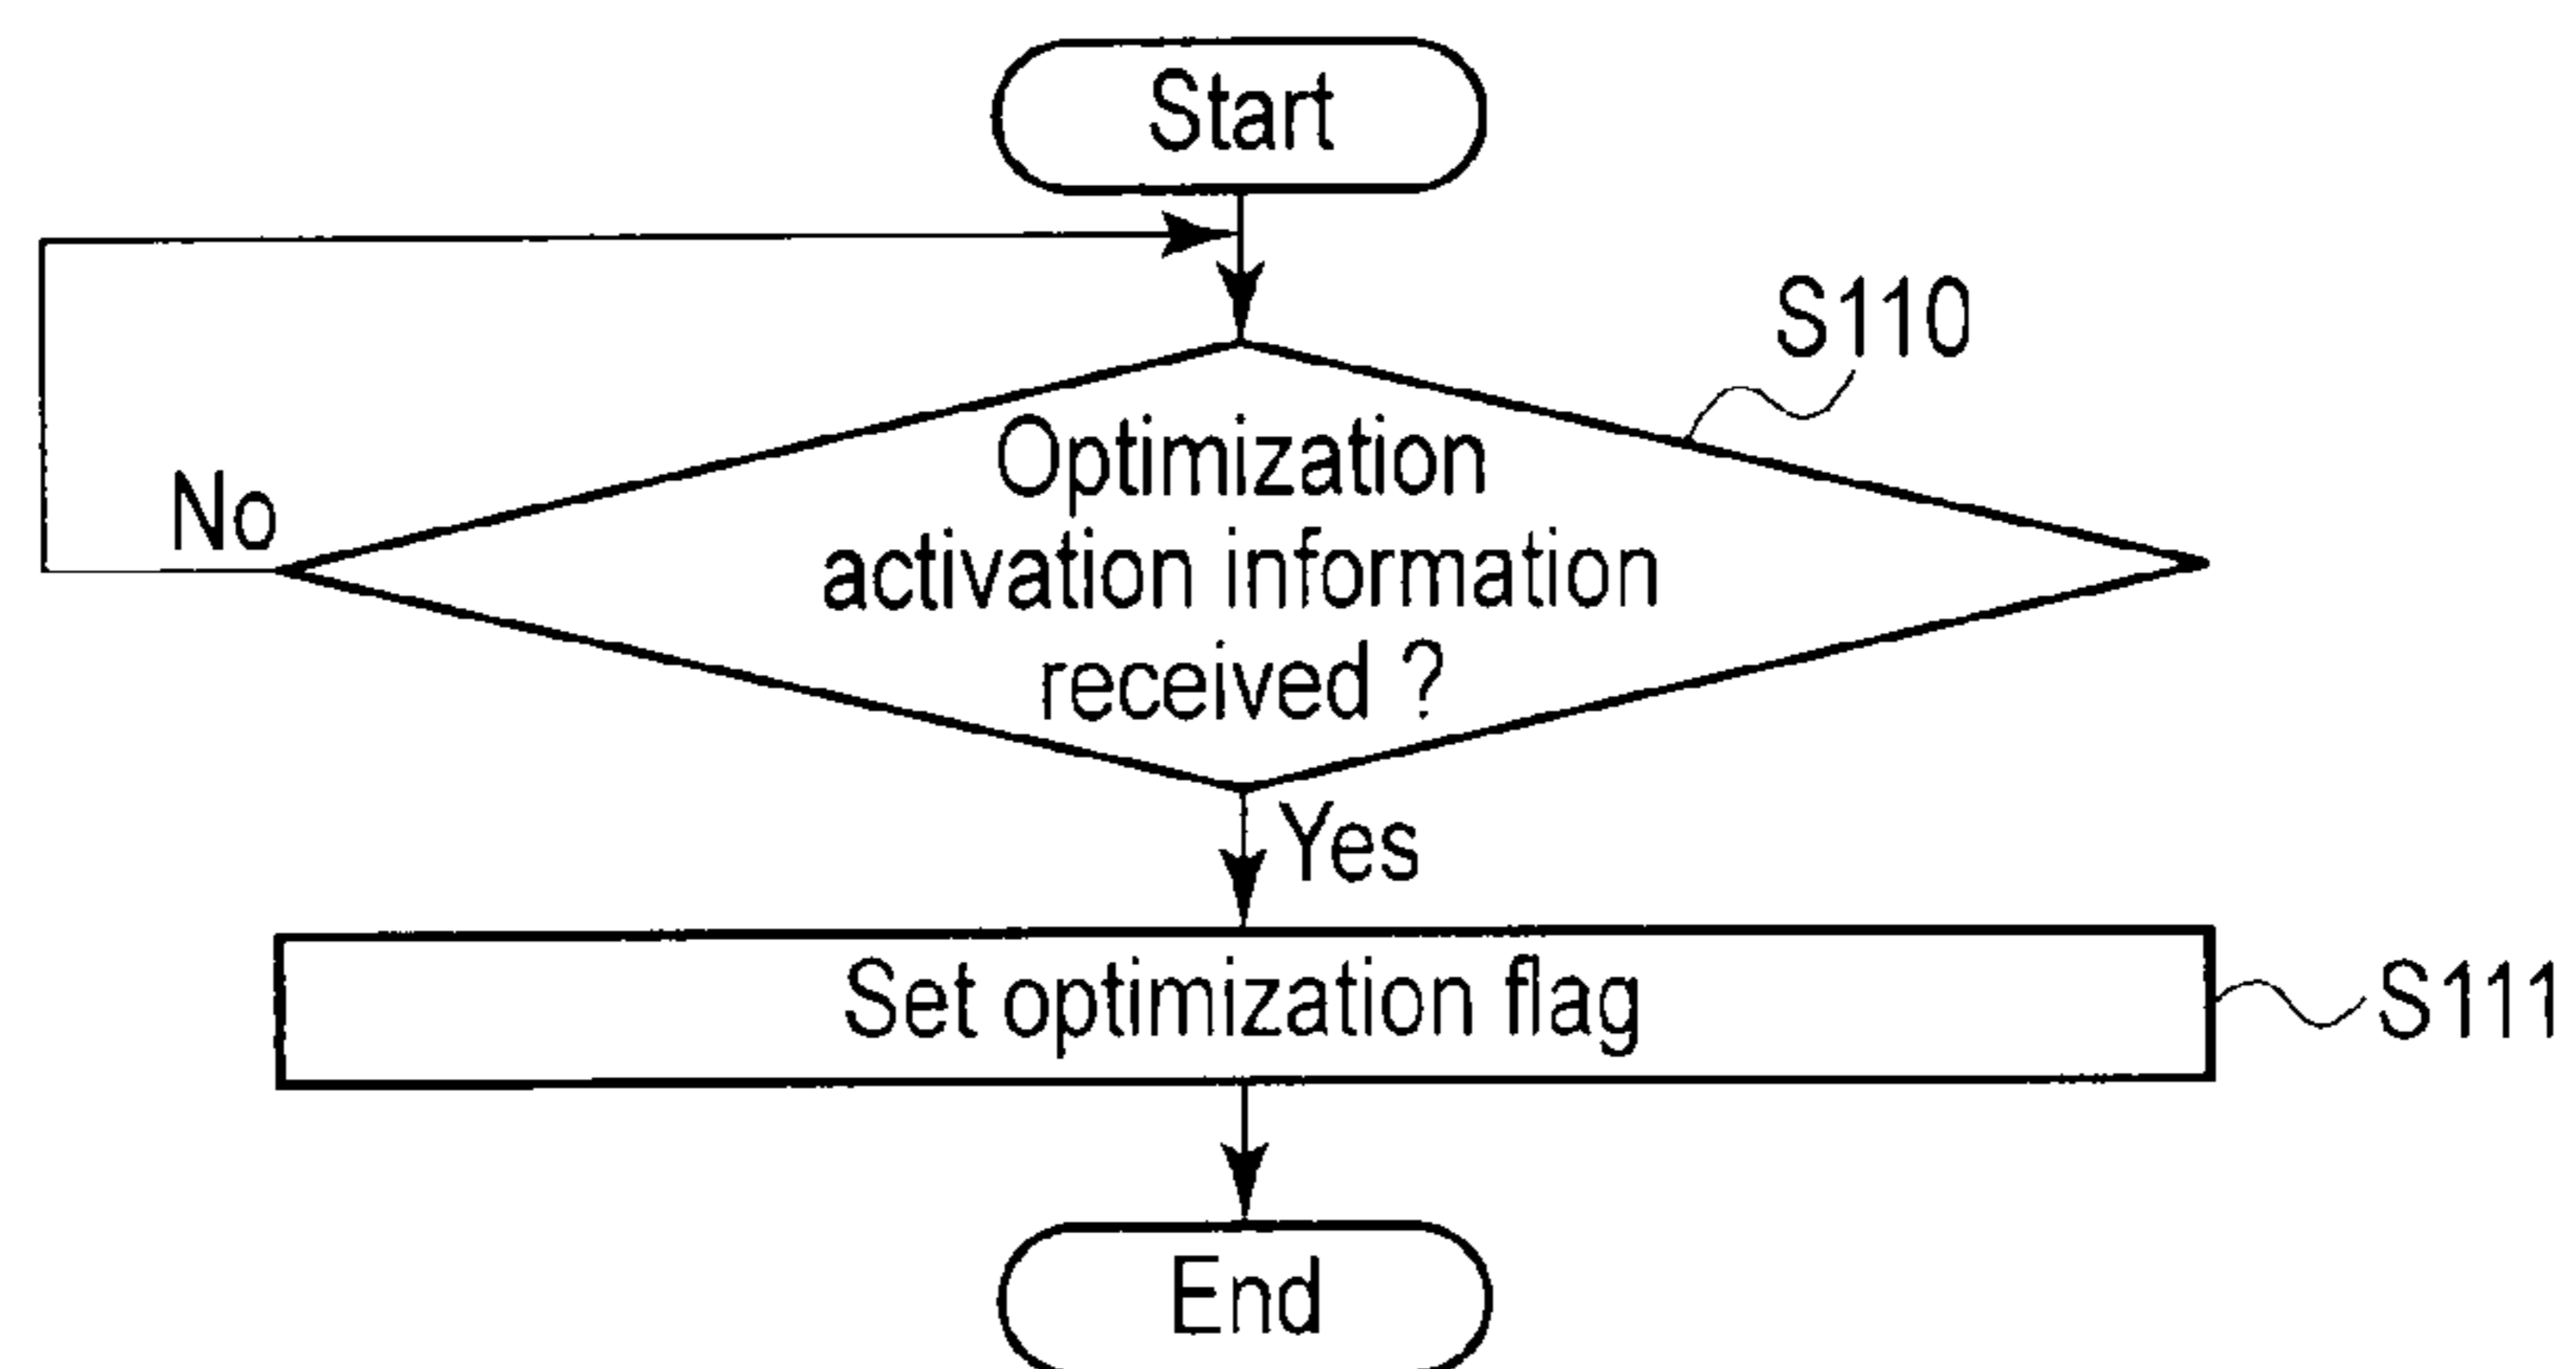 Start
S110
Optimization
activation information
received ?
No
Yes
Set optimization flag
S111
End